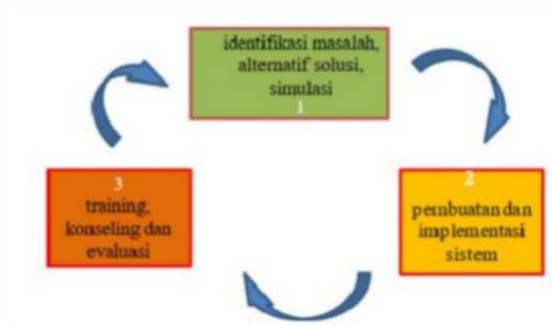 identifikasi masalah,
alternatif solusi,
simulasi
1
2
pembuatan dan
implementasi
sistem
3
training,
konseling dan
evaluasi